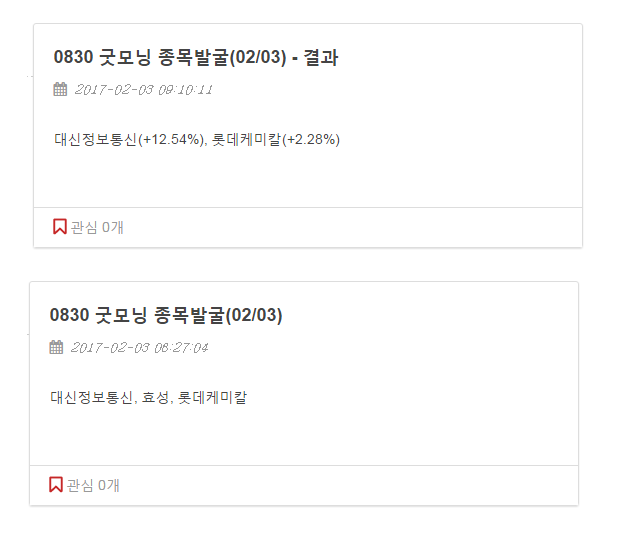 0830 굿모닝 종목발굴(02/03) - 결과
2017-02-03 09:10:11
대신정보통신(+12.54%), 롯데케미칼(+2.28%)
관심 0개
0830 굿모닝 종목발굴(02/03)
2017-02-03 08:27:04
대신정보통신, 효성, 롯데케미칼
관심 0개